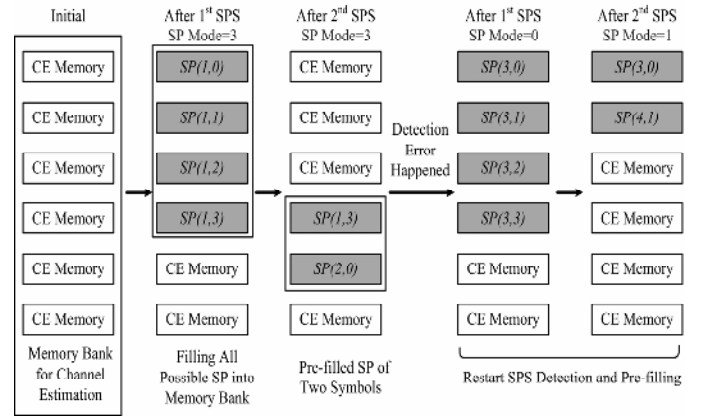 Initial
After 1st SPS
SP Mode=3
After 2nd SPS
SP Mode=3
After 1st SPS
SP Mode=0
After 2nd SPS
SP Mode=1
CE Memory
SP(1,0)
CE Memory
SP(3,0)
SP(3,0)
CE Memory
SP(1,1)
CE Memory
SP(3,1)
SP(4,1)
Detection
Error
Happened
CE Memory
SP(1,2)
CE Memory
SP(3,2)
CE Memory
CE Memory
SP(1,3)
SP(1,3)
SP(3,3)
CE Memory
CE Memory
CE Memory
SP(2,0)
CE Memory
CE Memory
CE Memory
CE Memory
CE Memory
CE Memory
CE Memory
Memory Bank
for Channel
Estimation
Filling All
Possible SP into
Memory Bank
Pre-filled SP of
Two Symbols
Restart SPS Detection and Pre-filling